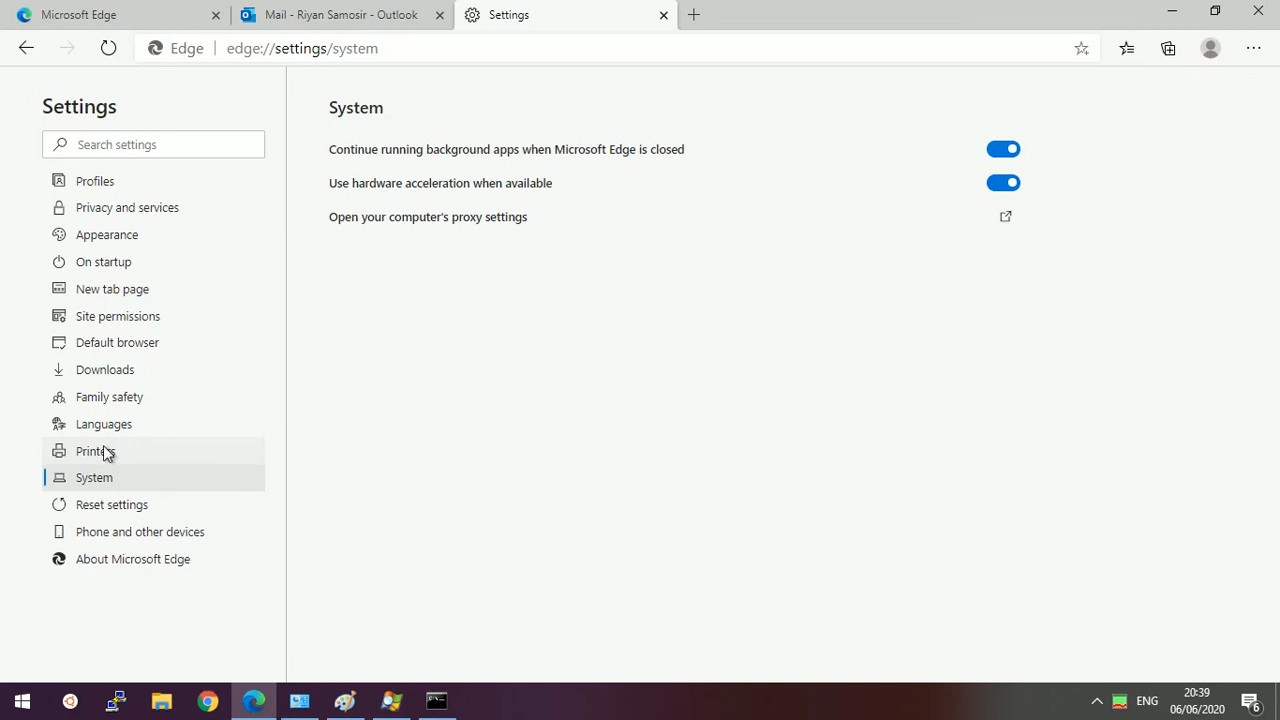 Microsoft Edge
Mail - Riyan Samosir - Outlook
Settings
Edge
edge://settings/system
Settings
Search settings
Profiles
Privacy and services
Appearance
On startup
New tab page
Site permissions
Default browser
Downloads
Family safety
Languages
Printers
System
Reset settings
Phone and other devices
About Microsoft Edge
System
Continue running background apps when Microsoft Edge is closed
Use hardware acceleration when available
Open your computer's proxy settings
ENG
20:39
06/06/2020
6